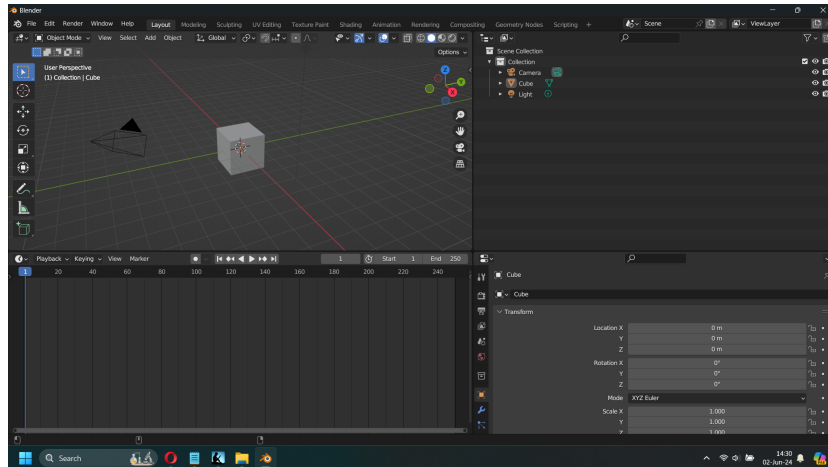 Blender
File Edit Render Window Help Layout Modeling Sculpting UV Editing Texture Paint Shading Animation Rendering Compositing Geometry Nodes Scripting + Scene ViewLayer
Object Mode View Select Add Object Global
Options
User Perspective
(1) Collection | Cube
Z
Y
X
Scene Collection
Collection
Camera
Cube
Light
Playback Keying View Marker 1 Start 1 End 250
1 20 40 60 80 100 120 140 160 180 200 220 240
Cube
Cube
Transform
Location X 0 m
Y 0 m
Z 0 m
Rotation X 0°
Y 0°
Z 0°
Mode XYZ Euler
Scale X 1.000
Y 1.000
Z 1.000
Search
14:30
02-Jun-24